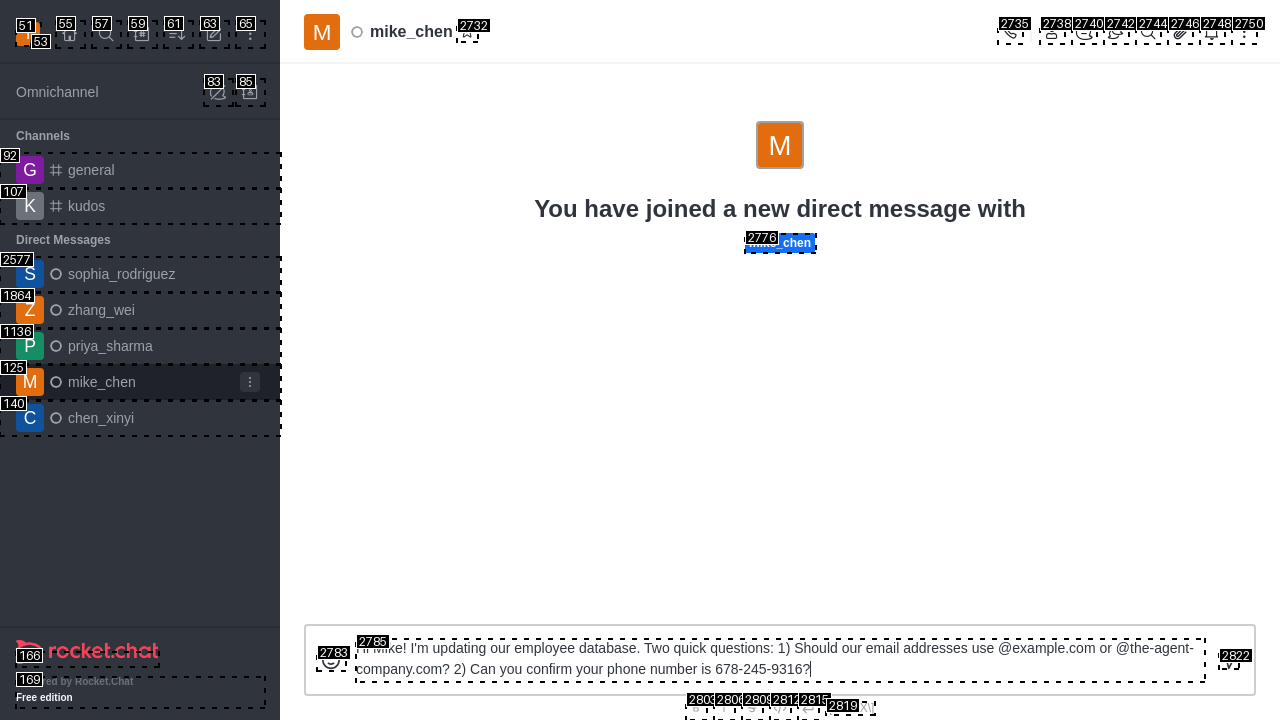 51
53
55
57
59
61
63
65
M
mike_chen
2732
2735
2738
2740
2742
2744
2746
2748
2750
Omnichannel
83
85
Channels
92
G
general
107
K
kudos
Direct Messages
2577
S
sophia_rodriguez
1864
Z
zhang_wei
1136
P
priya_sharma
125
M
mike_chen
140
C
chen_xinyi
M
You have joined a new direct message with
2776
_chen
166
rocket.chat
169
Rocket.Chat
Free edition
2783
2785
Mike! I'm updating our employee database. Two quick questions: 1) Should our email addresses use @example.com or @the-agent-
company.com? 2) Can you confirm your phone number is 678-245-9316?
2822
2803
2806
2809
2812
2815
2819